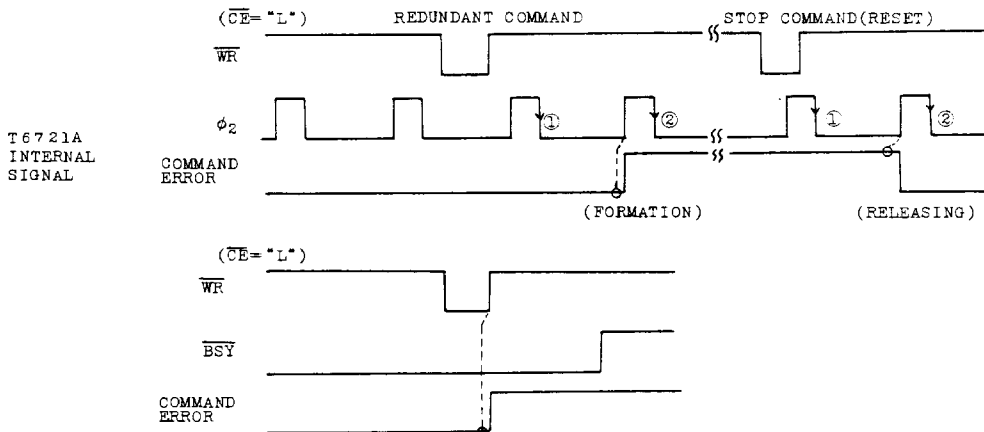 (CE="L")
REDUNDANT COMMAND
STOP COMMAND(RESET)
WR
φ2
①
②
①
②
T6721A
INTERNAL
SIGNAL
COMMAND
ERROR
(FORMATION)
(RELEASING)
(CE="L")
WR
BSY
COMMAND
ERROR